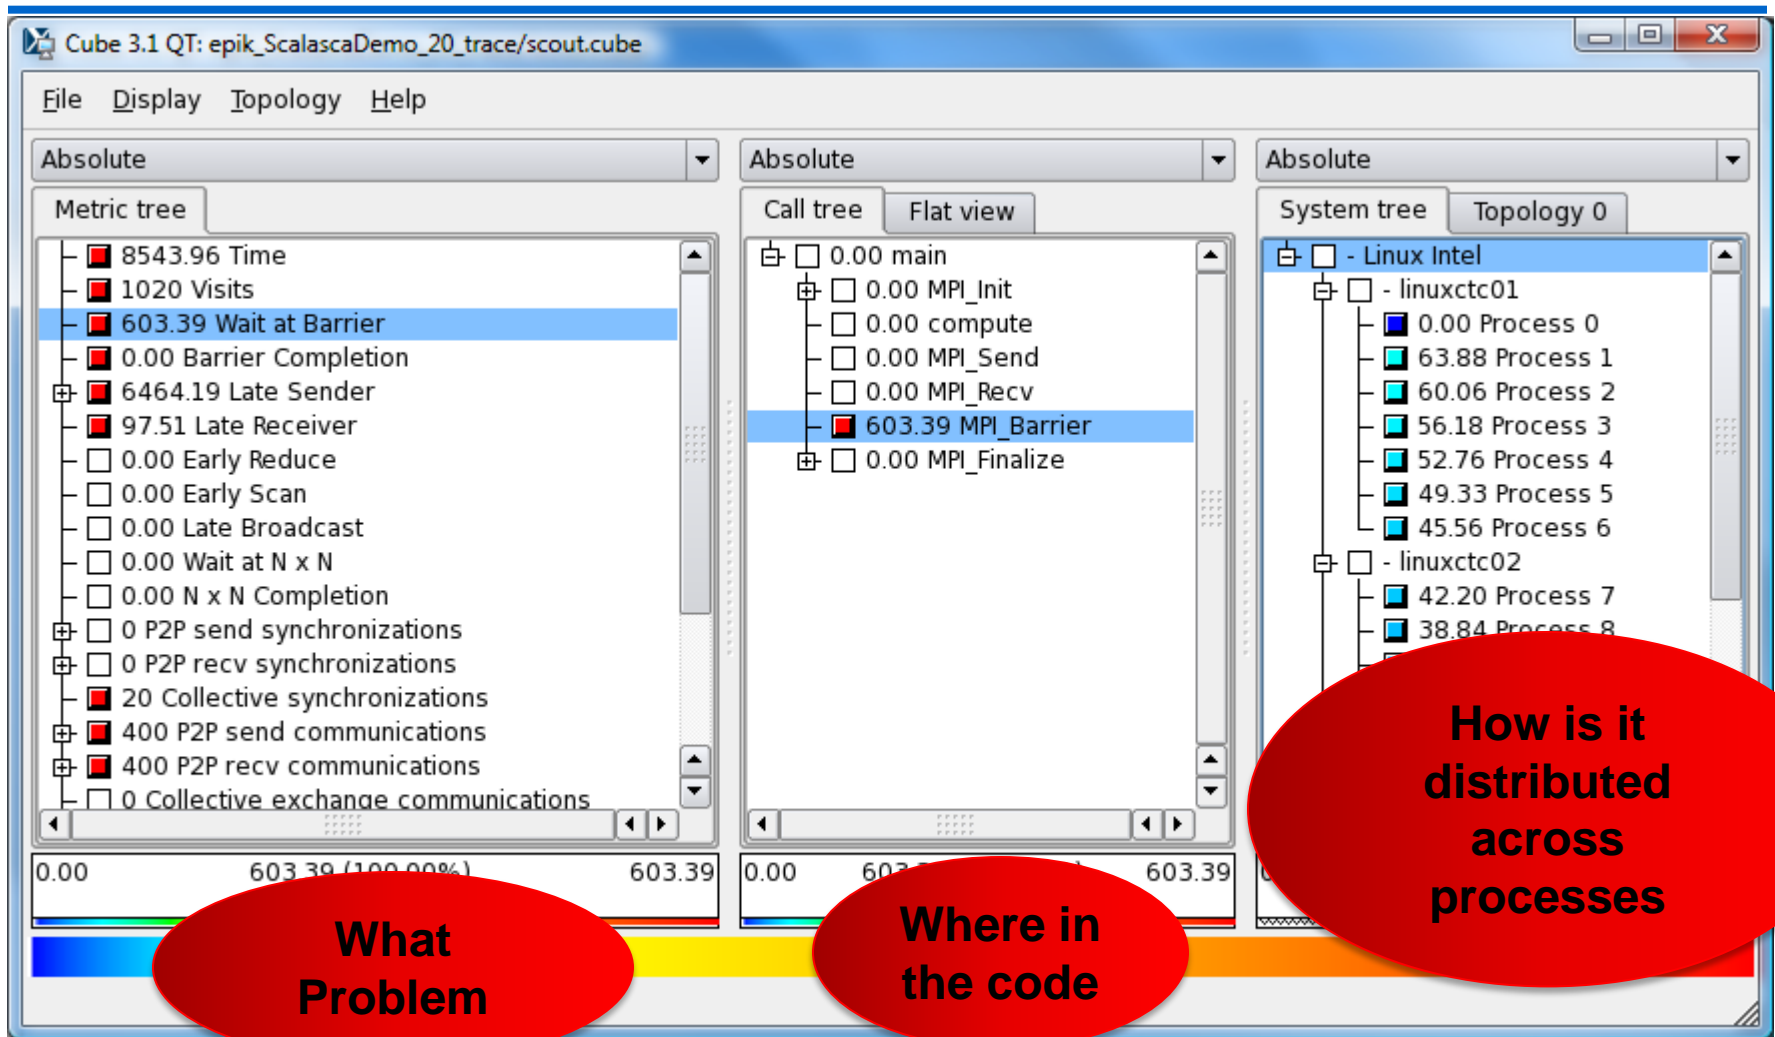 Cube 3.1 QT: epik_ScalascaDemo_20_trace/scout.cube
File Display Topology Help
Absolute
Metric tree
8543.96 Time
1020 Visits
603.39 Wait at Barrier
0.00 Barrier Completion
6464.19 Late Sender
97.51 Late Receiver
0.00 Early Reduce
0.00 Early Scan
0.00 Late Broadcast
0.00 Wait at N x N
0.00 N x N Completion
0 P2P send synchronizations
0 P2P recv synchronizations
20 Collective synchronizations
400 P2P send communications
400 P2P recv communications
0 Collective exchange communications
0.00 603.39 (100.00%) 603.39
What
Problem
Absolute
Call tree Flat view
0.00 main
0.00 MPI_Init
0.00 compute
0.00 MPI_Send
0.00 MPI_Recv
603.39 MPI_Barrier
0.00 MPI_Finalize
0.00 603.39
Where in
the code
Absolute
System tree Topology 0
- Linux Intel
- linuxctc01
0.00 Process 0
63.88 Process 1
60.06 Process 2
56.18 Process 3
52.76 Process 4
49.33 Process 5
45.56 Process 6
- linuxctc02
42.20 Process 7
38.84 Process 8
How is it
distributed
across
processes